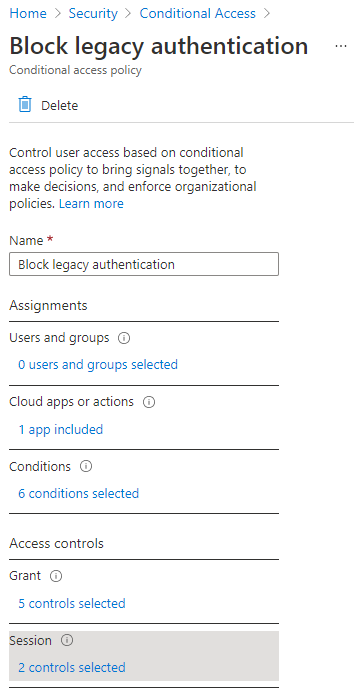 Home > Security > Conditional Access >
Block legacy authentication ...
Conditional access policy
Delete
Control user access based on conditional
access policy to bring signals together, to
make decisions, and enforce organizational
policies. Learn more
Name *
Block legacy authentication
Assignments
Users and groups
0 users and groups selected
Cloud apps or actions
1 app included
Conditions
6 conditions selected
Access controls
Grant
5 controls selected
Session
2 controls selected